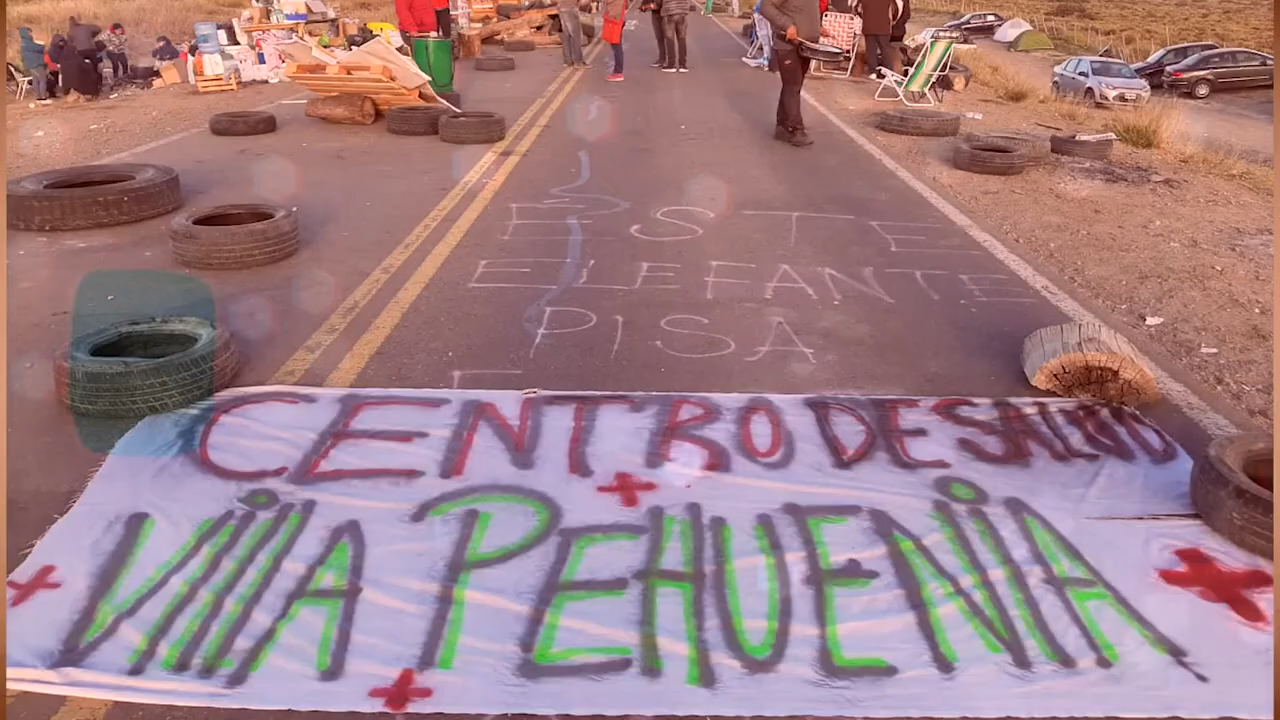 ESTE
ELEFANTE
PISA
CENTRO DE SALUD
VillA PEHUENiA